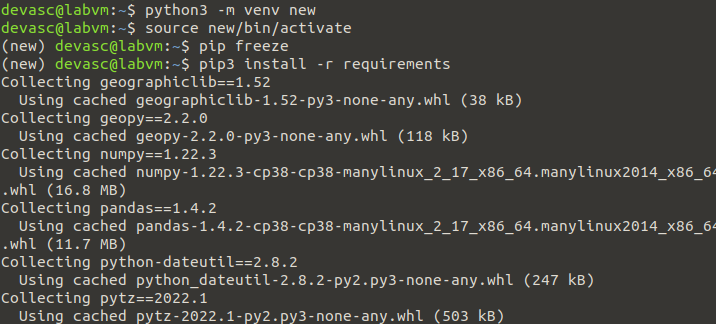 devasc@labvm:~$ python3 -m venv new
devasc@labvm:~$ source new/bin/activate
(new) devasc@labvm:~$ pip freeze
(new) devasc@labvm:~$ pip3 install -r requirements
Collecting geographiclib==1.52
  Using cached geographiclib-1.52-py3-none-any.whl (38 kB)
Collecting geopy==2.2.0
  Using cached geopy-2.2.0-py3-none-any.whl (118 kB)
Collecting numpy==1.22.3
  Using cached numpy-1.22.3-cp38-cp38-manylinux_2_17_x86_64.manylinux2014_x86_64
.whl (16.8 MB)
Collecting pandas==1.4.2
  Using cached pandas-1.4.2-cp38-cp38-manylinux_2_17_x86_64.manylinux2014_x86_64
.whl (11.7 MB)
Collecting python-dateutil==2.8.2
  Using cached python_dateutil-2.8.2-py2.py3-none-any.whl (247 kB)
Collecting pytz==2022.1
  Using cached pytz-2022.1-py2.py3-none-any.whl (503 kB)